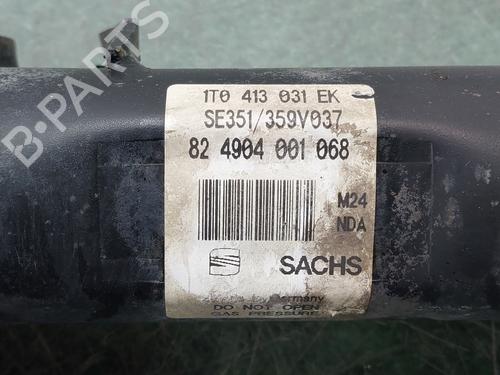 B-PARTS
1T0 413 031 EK
SE351/359V037
82 4904 001 068
M24
NDA
SACHS
Germany
DO NOT OPEN
GAS PRESSURE